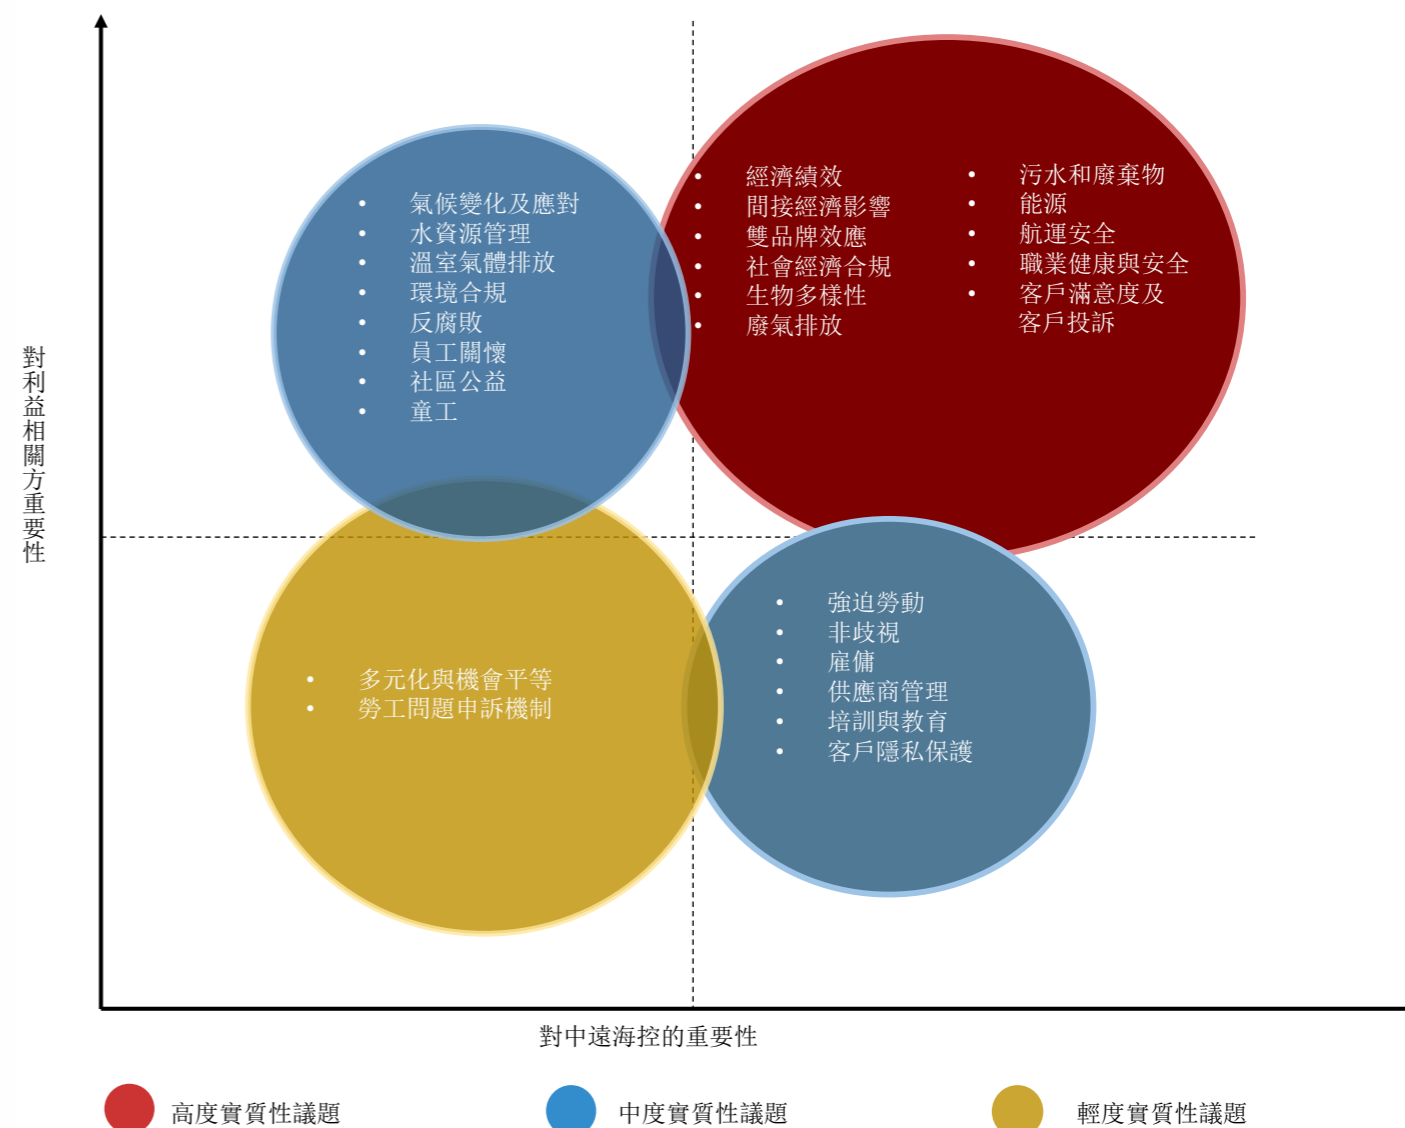 對利益相關方重要性
• 氣候變化及應對
• 水資源管理
• 溫室氣體排放
• 環境合規
• 反腐敗
• 員工關懷
• 社區公益
• 童工
• 經濟績效
• 間接經濟影響
• 雙品牌效應
• 社會經濟合規
• 生物多樣性
• 廢氣排放
• 污水和廢棄物
• 能源
• 航運安全
• 職業健康與安全
• 客戶滿意度及
客戶投訴
• 多元化與機會平等
• 勞工問題申訴機制
• 強迫勞動
• 非歧視
• 雇傭
• 供應商管理
• 培訓與教育
• 客戶隱私保護
對中遠海控的重要性
高度實質性議題
中度實質性議題
輕度實質性議題